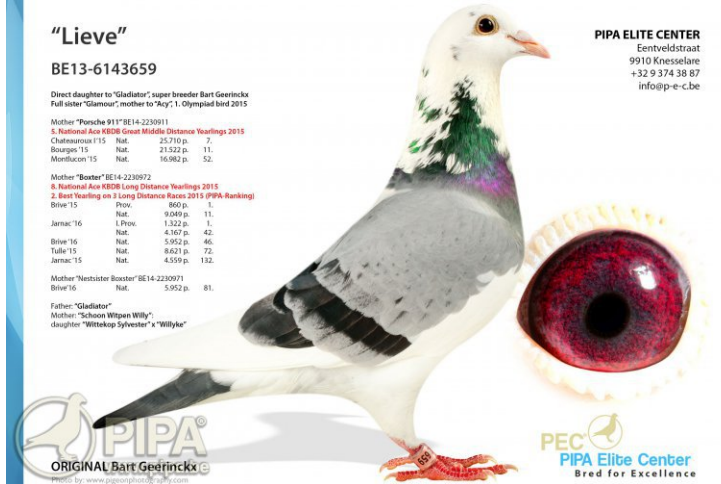 “Lieve”
BE13-6143659
Direct daughter to “Gladiator”, super breeder Bart Geerinckx
Full sister “Glamour”, mother to “Acy”, 1. Olympiad bird 2015
Mother “Porsche 911” BE14-2230911
5. National Ace KBDB Great Middle Distance Yearlings 2015
Chateauroux I’15 Nat. 25.710 p. 7.
Bourges ’15 Nat. 21.522 p. 11.
Montlucon ’15 Nat. 16.982 p. 52.
Mother “Boxter” BE14-2230972
8. National Ace KBDB Long Distance Yearlings 2015
2. Best Yearling on 3 Long Distance Races 2015 (PIPA-Ranking)
Brive ’15 Prov. 860 p. 1.
Nat. 9.049 p. 11.
Jarnac ’16 I. Prov. 1.322 p. 1.
Nat. 4.167 p. 42.
Brive ’16 Nat. 5.952 p. 46.
Tulle ’15 Nat. 8.621 p. 72.
Jarnac ’15 Nat. 4.559 p. 132.
Mother “Nestsister Boxster” BE14-2230971
Brive’16 Nat. 5.952 p. 81.
Father: “Gladiator”
Mother: “Schoon Witpen Willy”:
daughter “Wittekop Sylvester” x “Willyke”
PIPA ELITE CENTER
Eentveldstraat
9910 Knesselare
+32 9 374 38 87
info@p-e-c.be
659
PIPA®
ORIGINAL Bart Geerinckx
Photo by: www.pigeonphotography.com
PEC
PIPA Elite Center
Bred for Excellence